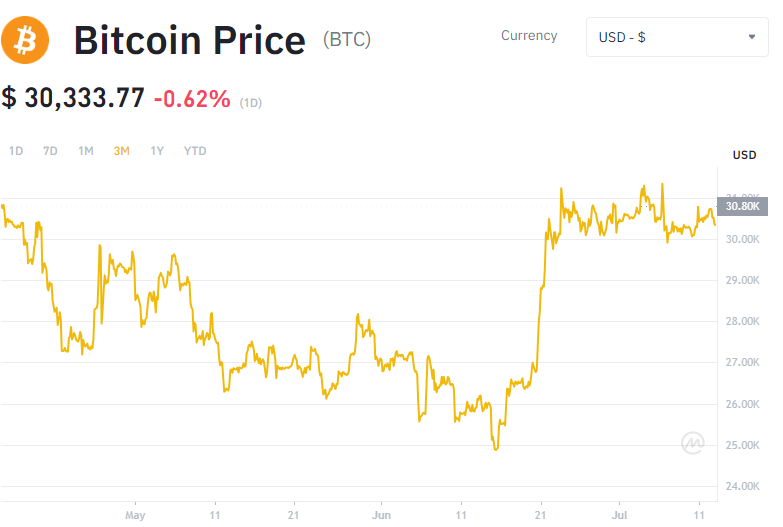 Bitcoin Price (BTC)
Currency
USD - $
$ 30,333.77 -0.62% (1D)
1D 7D 1M 3M 1Y YTD
USD
30.80K
30.00K
29.00K
28.00K
27.00K
26.00K
25.00K
24.00K
May 11 21 Jun 11 21 Jul 11